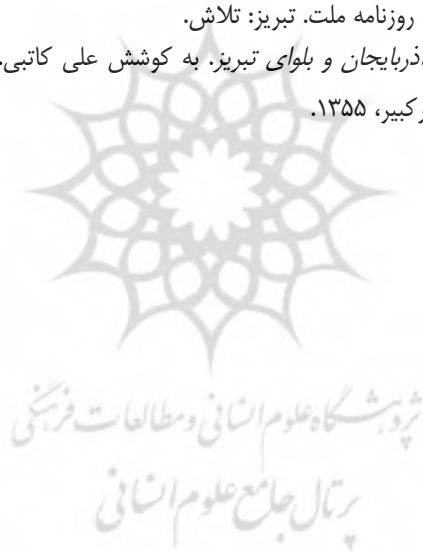 روزنامه ملت. تبریز: تلاش.
آذربایجان و بلوای تبریز. به کوشش علی کاتبی.
کبیر، ۱۳۵۵.
پژوهشگاه علوم انسانی و مطالعات فرهنگی
پرتال جامع علوم انسانی